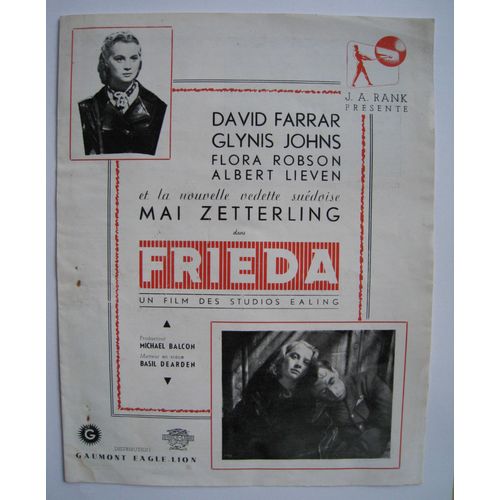 J. A. RANK
PRÉSENTE
DAVID FARRAR
GLYNIS JOHNS
FLORA ROBSON
ALBERT LIEVEN
et la nouvelle vedette suédoise
MAI ZETTERLING
dans
FRIEDA
UN FILM DES STUDIOS EALING
Producteur
MICHAEL BALCON
Metteur en scène
BASIL DEARDEN
G
DISTRIBUTION:
GAUMONT EAGLE-LION